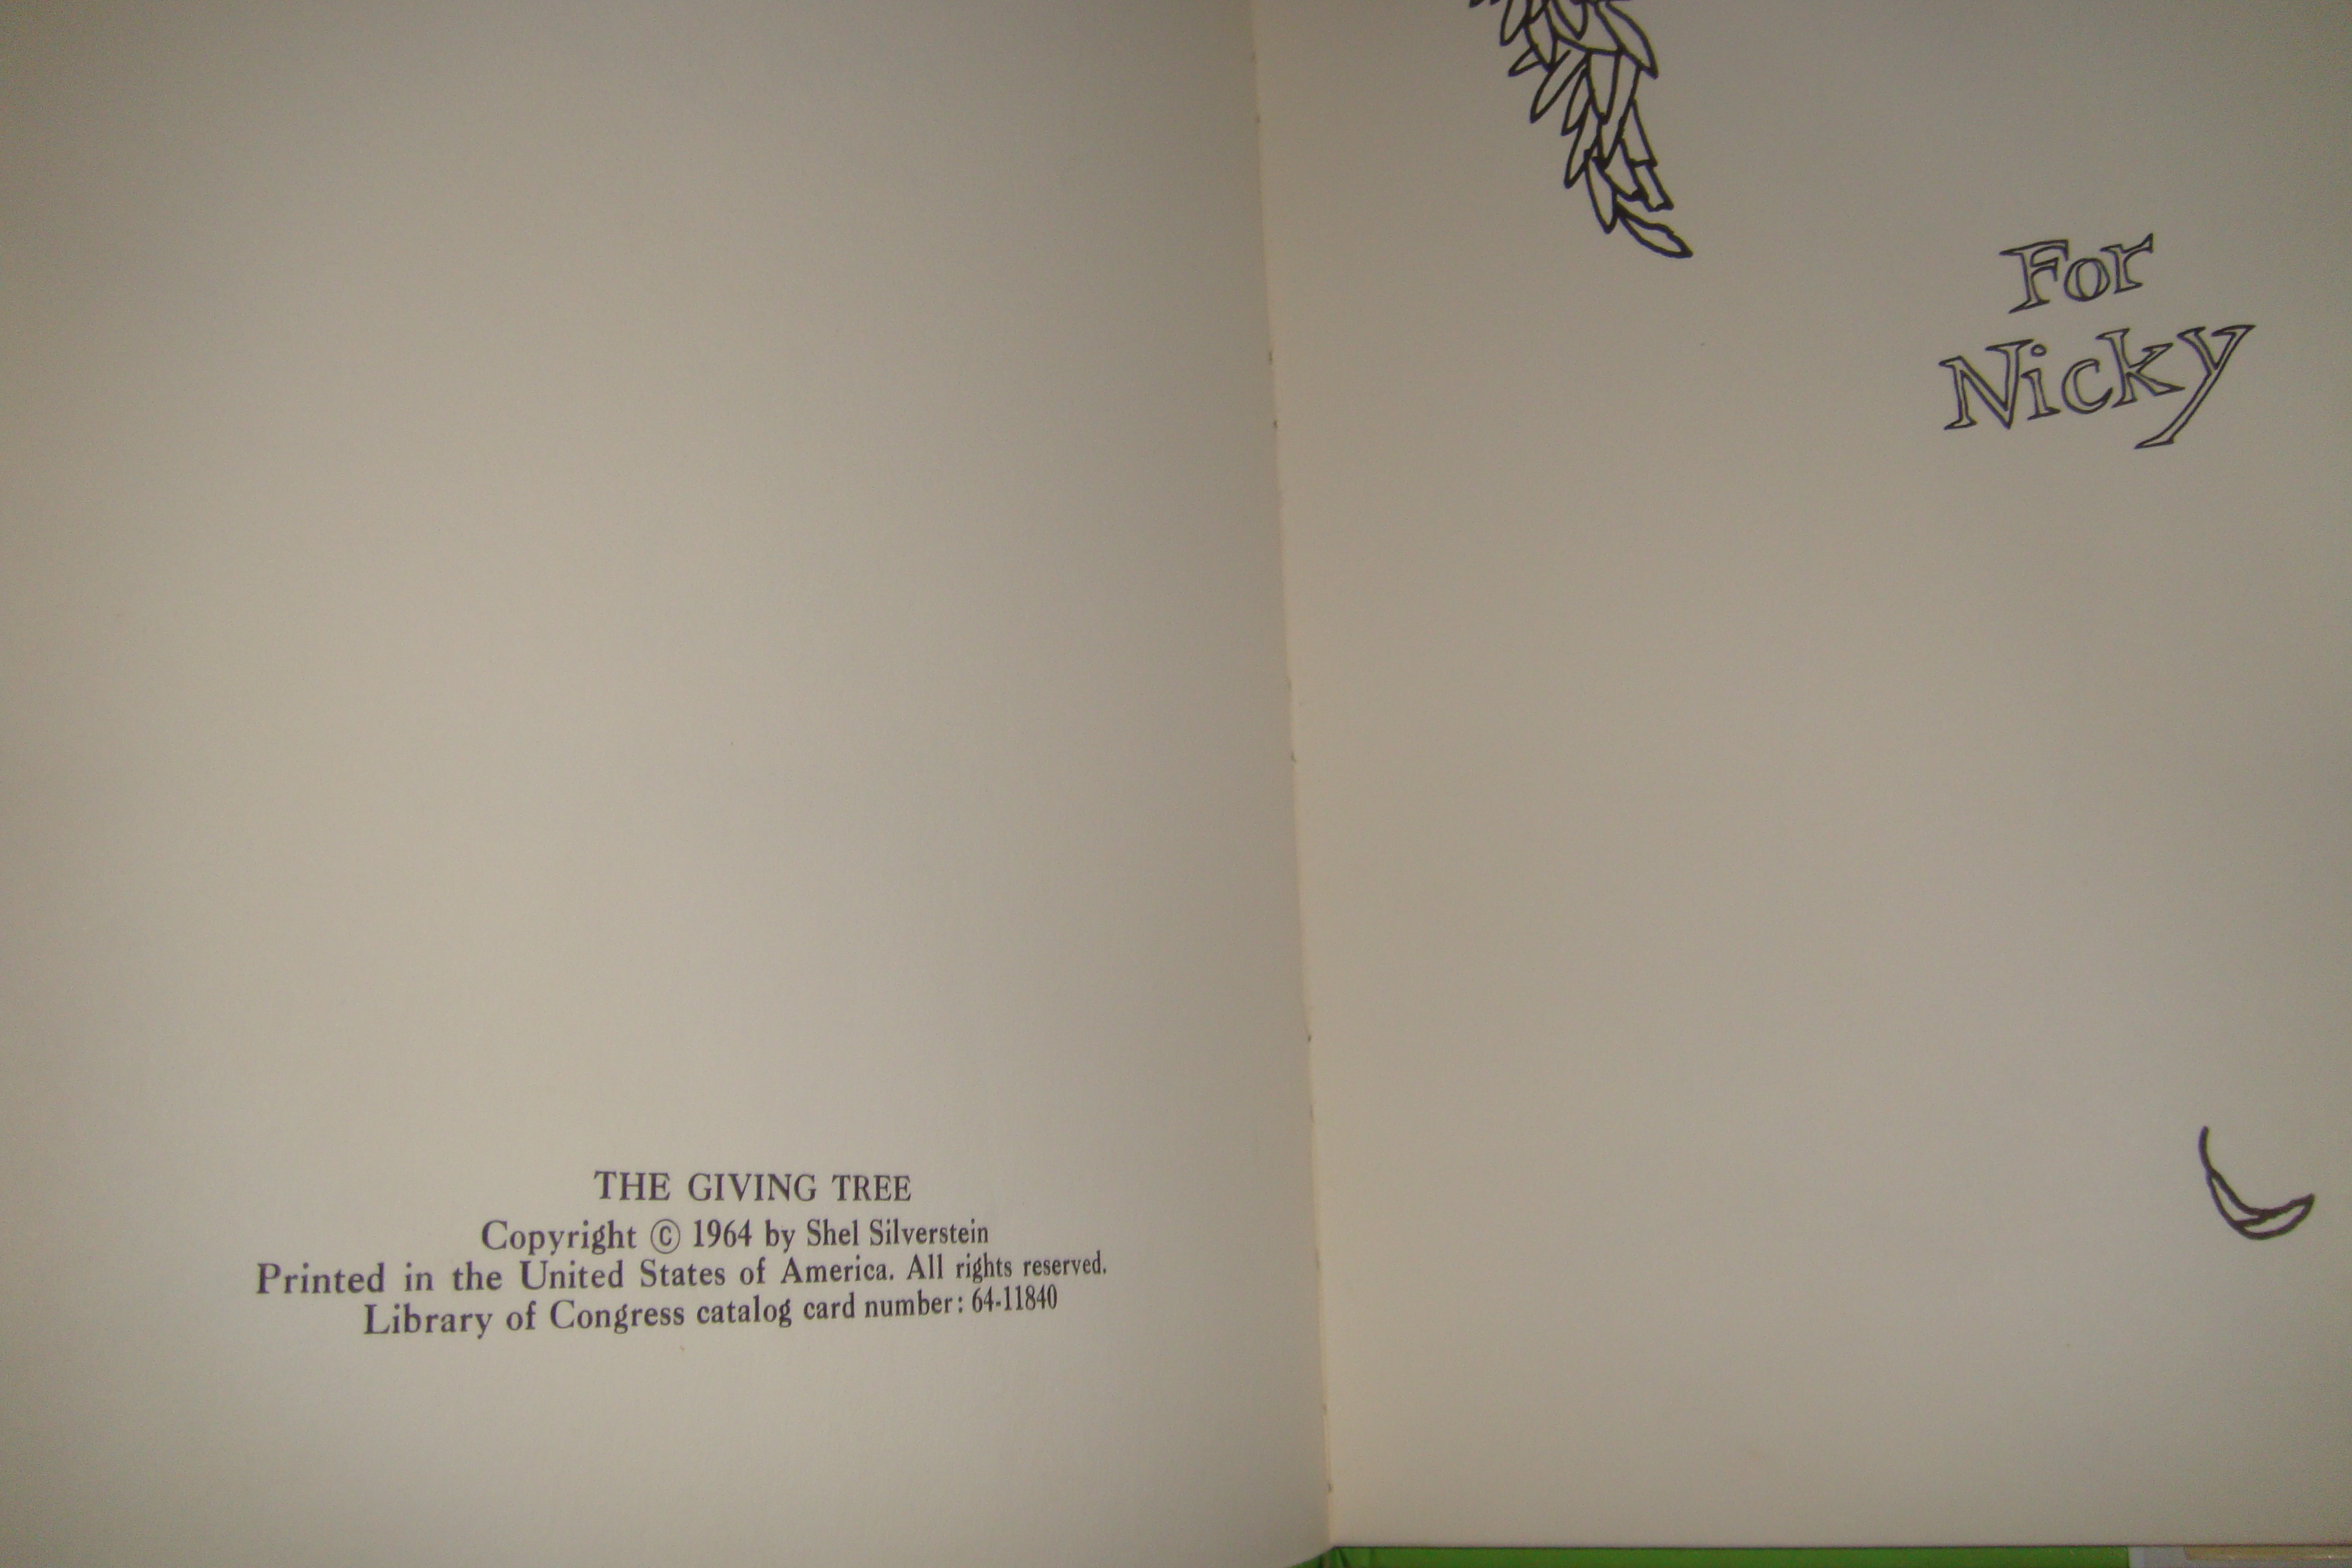 THE GIVING TREE
Copyright © 1964 by Shel Silverstein
Printed in the United States of America. All rights reserved.
Library of Congress catalog card number: 64-11840
For
Nicky